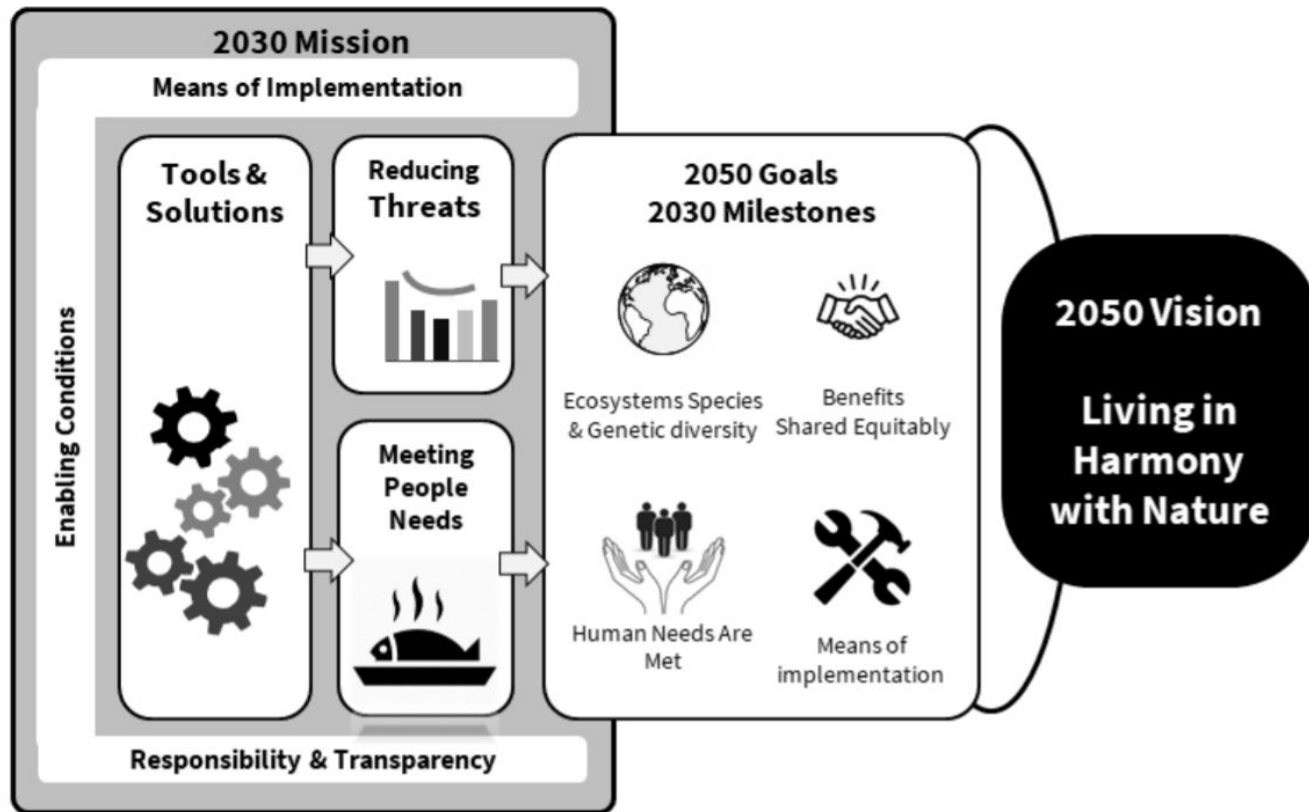 2030 Mission
Means of Implementation
Enabling Conditions
Tools &
Solutions
Reducing
Threats
Meeting
People
Needs
2050 Goals
2030 Milestones
Ecosystems Species
& Genetic diversity
Benefits
Shared Equitably
Human Needs Are
Met
Means of
implementation
2050 Vision
Living in
Harmony
with Nature
Responsibility & Transparency